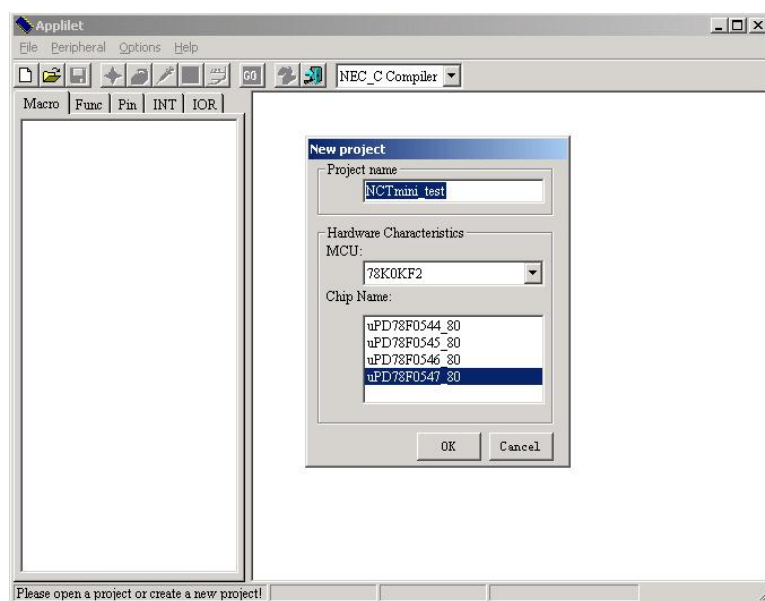 Applilet
File Peripheral Options Help
GO NEC_C Compiler
Macro Func Pin INT IOR
New project
Project name
NCTmini_test
Hardware Characteristics
MCU:
78K0KF2
Chip Name:
uPD78F0544_80
uPD78F0545_80
uPD78F0546_80
uPD78F0547_80
OK Cancel
Please open a project or create a new project!